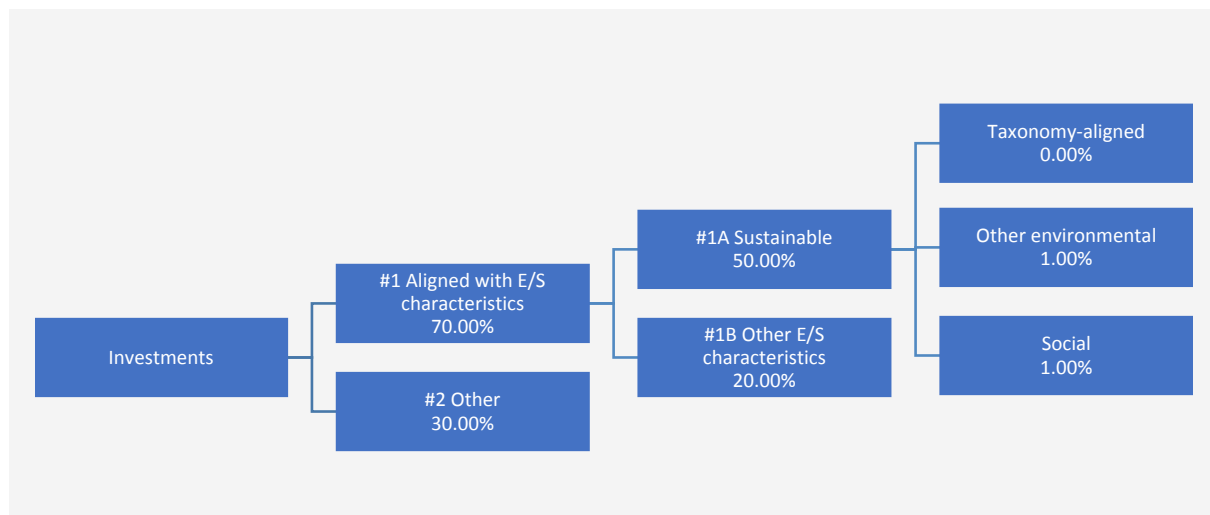 Investments
#1 Aligned with E/S
characteristics
70.00%
#2 Other
30.00%
#1A Sustainable
50.00%
#1B Other E/S
characteristics
20.00%
Taxonomy-aligned
0.00%
Other environmental
1.00%
Social
1.00%